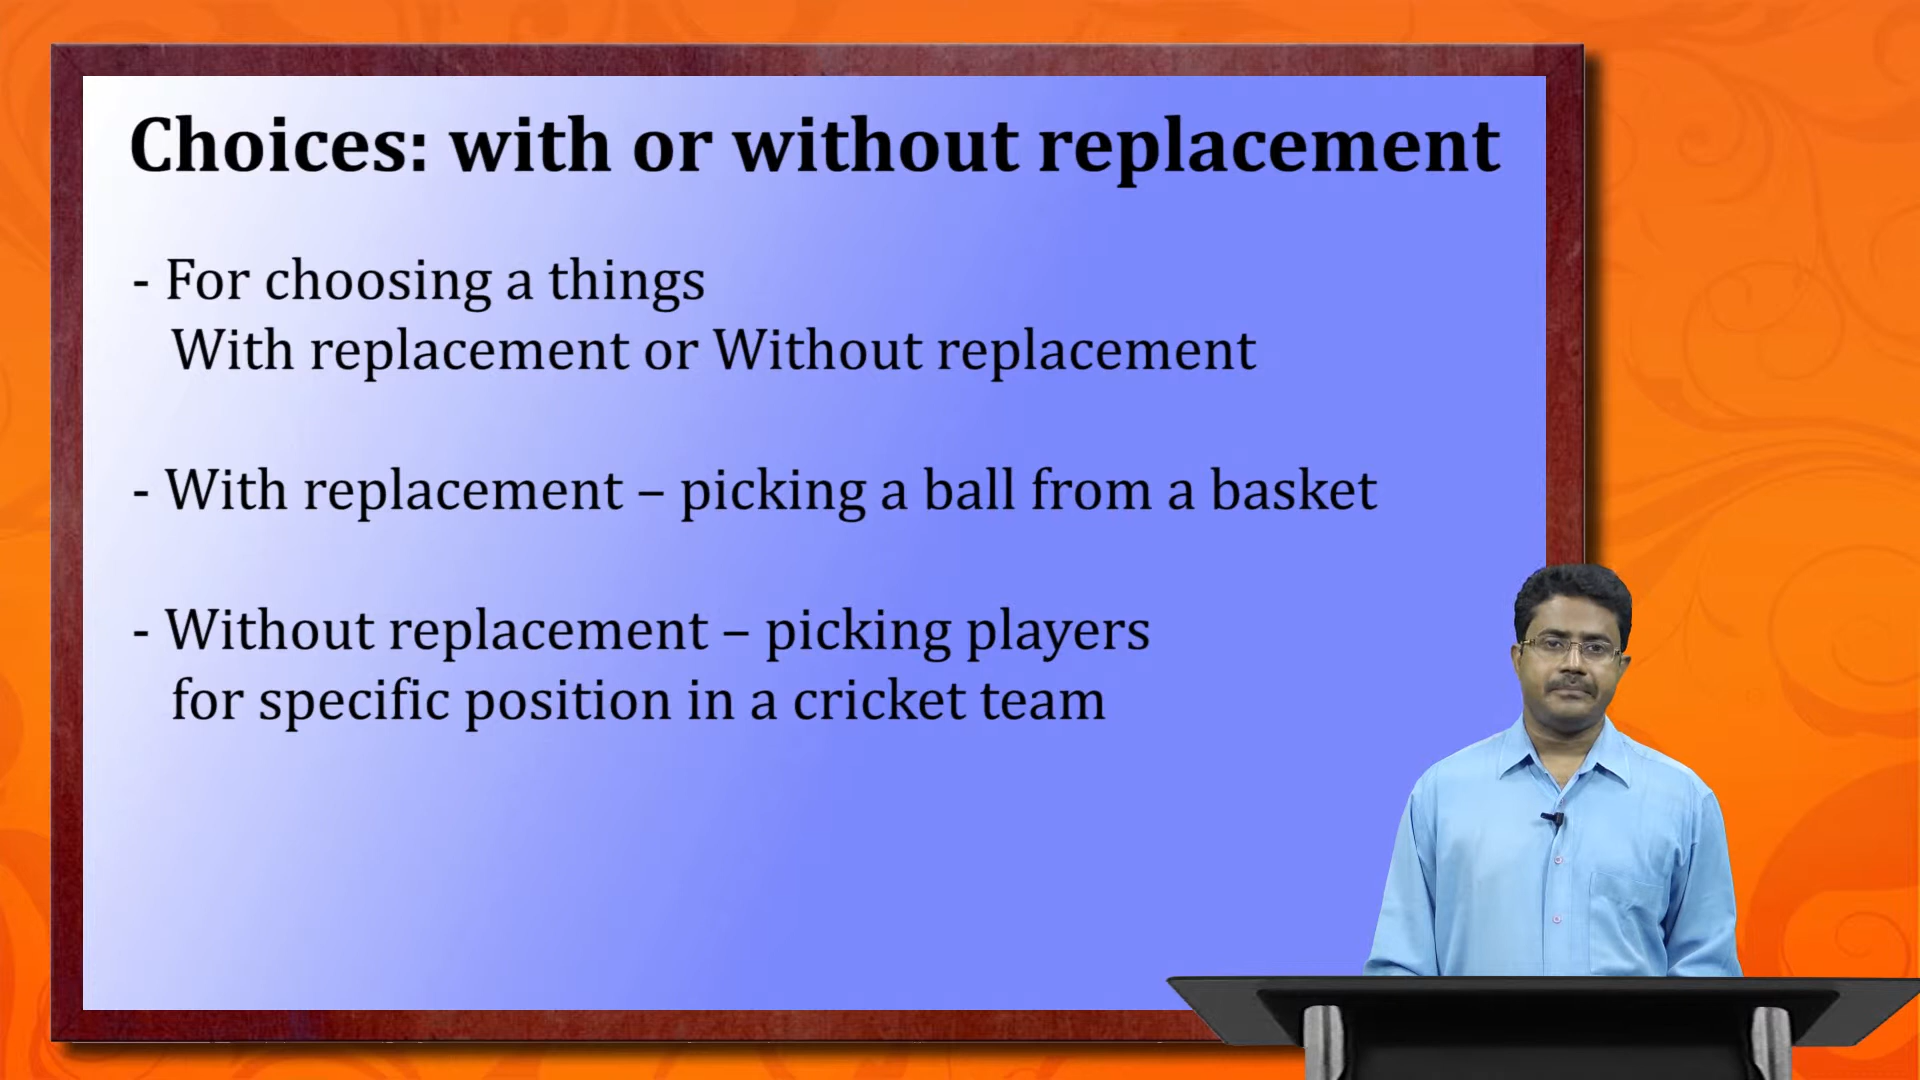 Choices: with or without replacement
- For choosing a things
With replacement or Without replacement
- With replacement – picking a ball from a basket
- Without replacement – picking players
for specific position in a cricket team